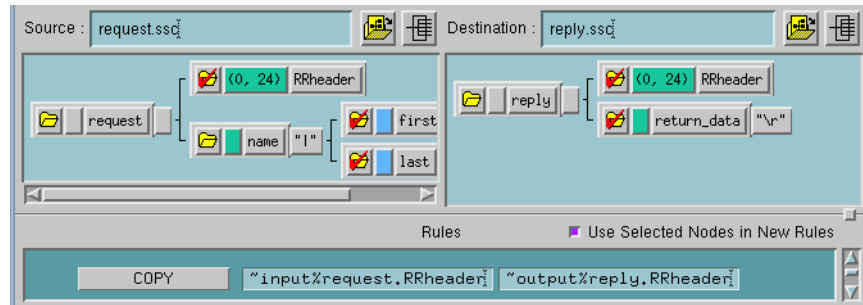 Source : request.ssc Destination : reply.ssc
(0, 24) RRheader (0, 24) RRheader
request reply
name "|" first return_data "\r"
last
Rules Use Selected Nodes in New Rules
COPY ~input%request.RRheader ~output%reply.RRheader